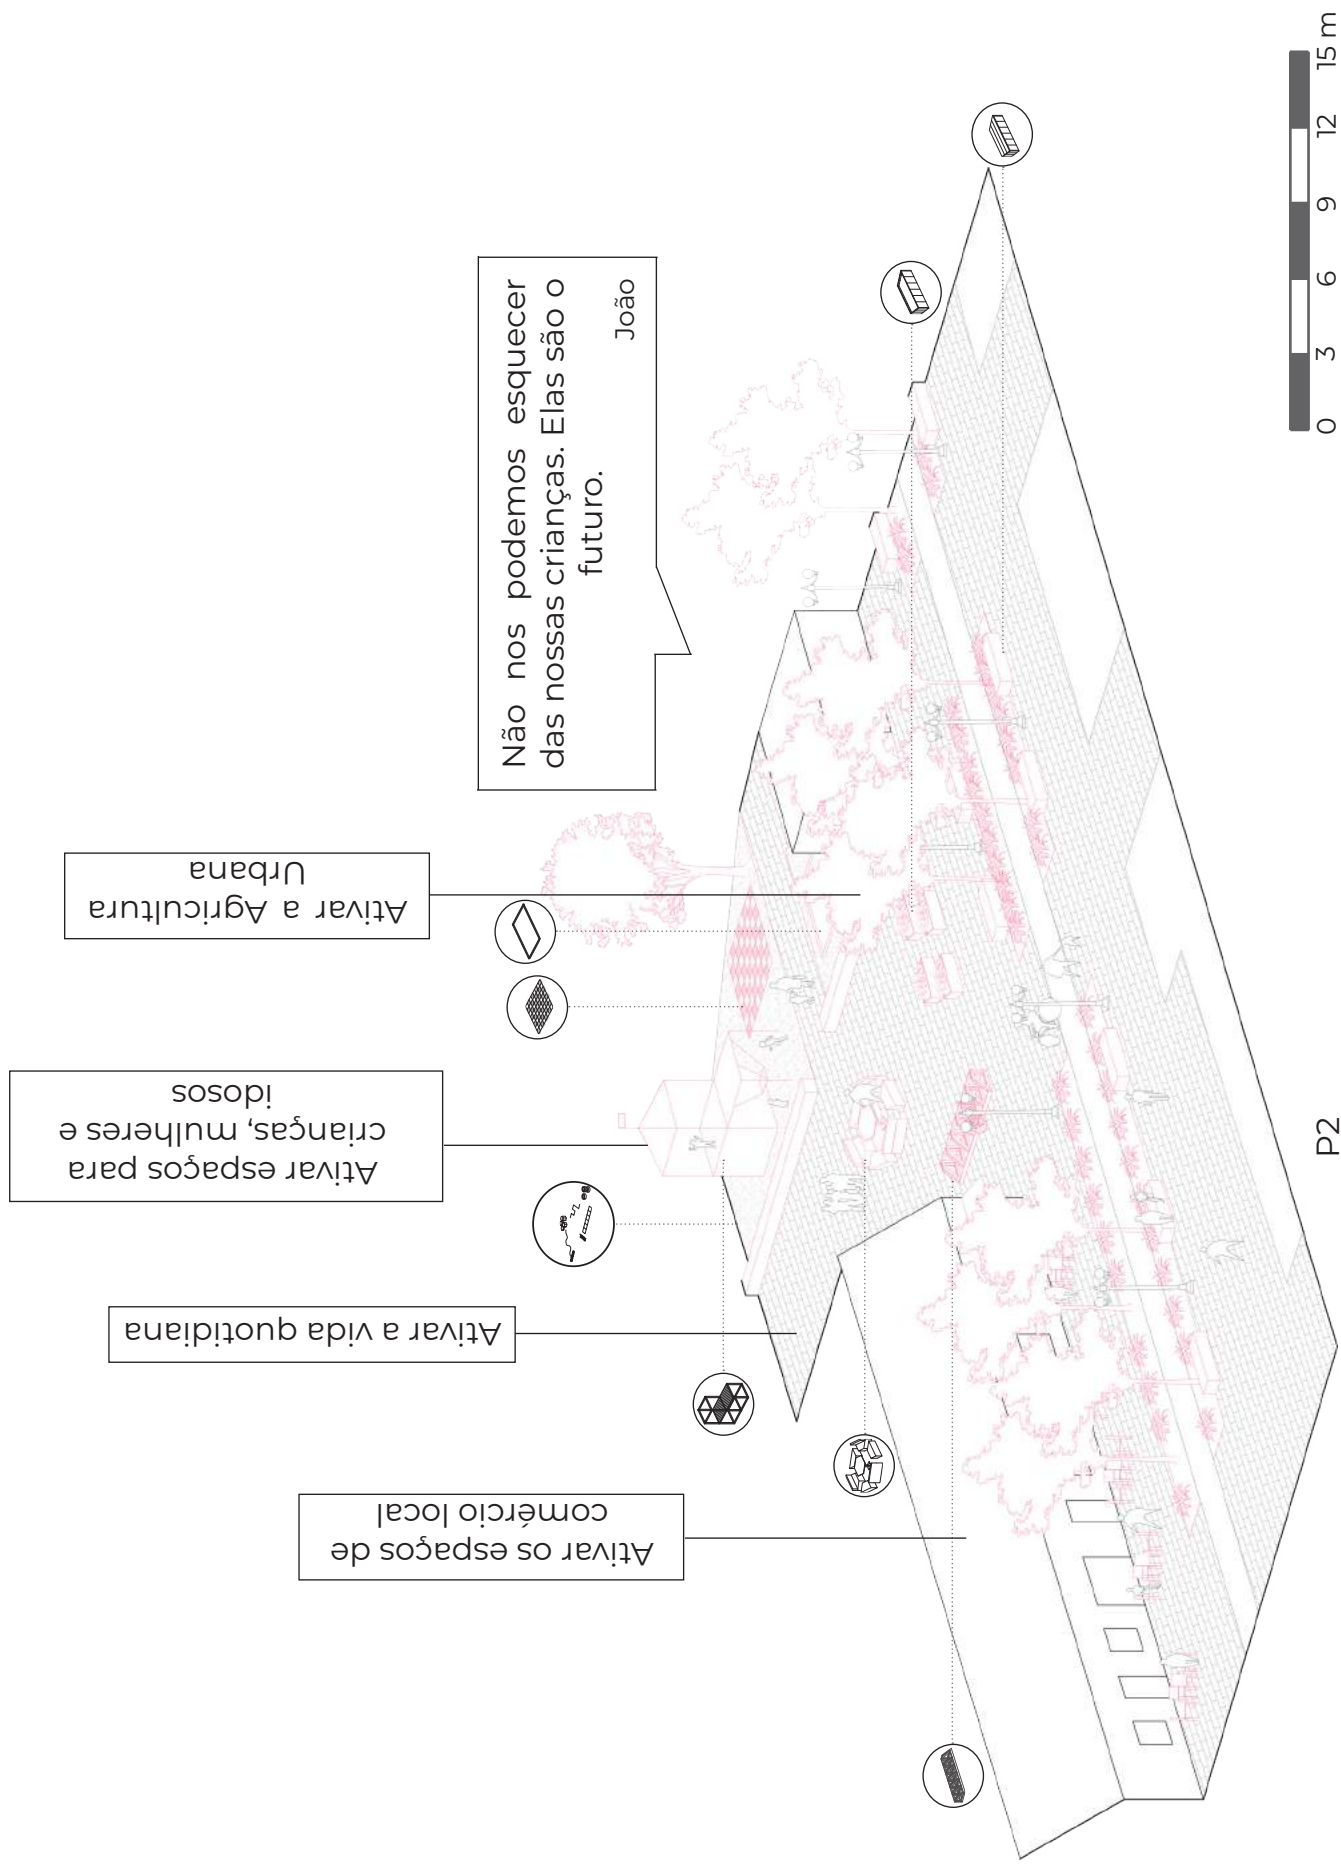 Não nos podemos esquecer
das nossas crianças. Elas são o
futuro.
João
Ativar a Agricultura
Urbana
Ativar espaços para
crianças, mulheres e
idosos
Ativar a vida quotidiana
Ativar os espaços de
comércio local
P2
0 3 6 9 12 15 m